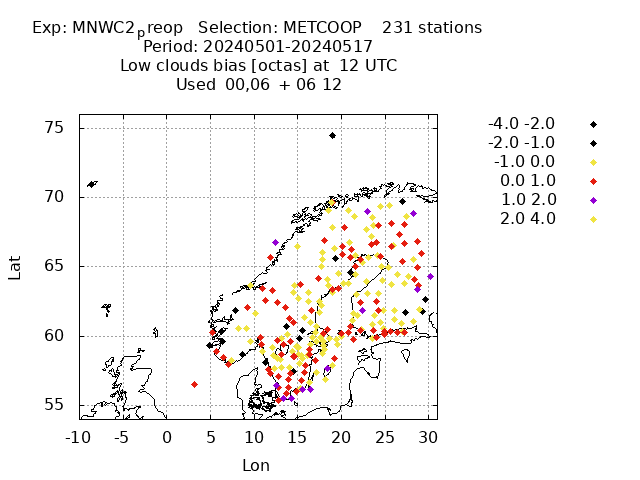 Exp: MNWC2preop   Selection: METCOOP    231 stations
Period: 20240501-20240517
Low clouds bias [octas] at  12 UTC
Used  00,06  + 06 12
75
70
65
60
55
-10 -5 0 5 10 15 20 25 30
Lat
Lon
-4.0 -2.0
-2.0 -1.0
-1.0 0.0
0.0 1.0
1.0 2.0
2.0 4.0